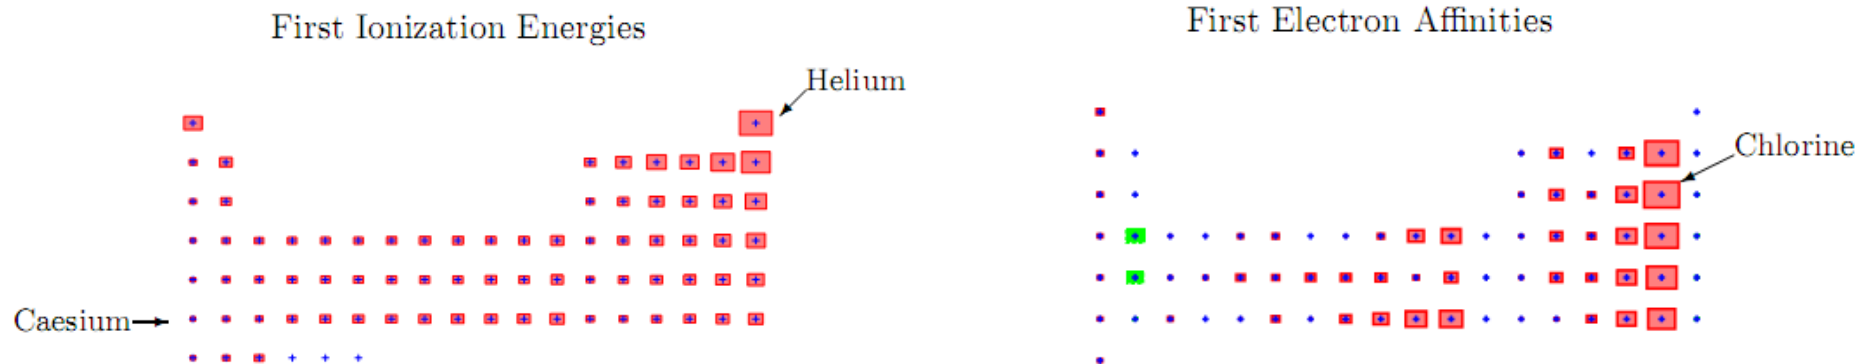 First Ionization Energies
Helium
Caesium
First Electron Affinities
Chlorine